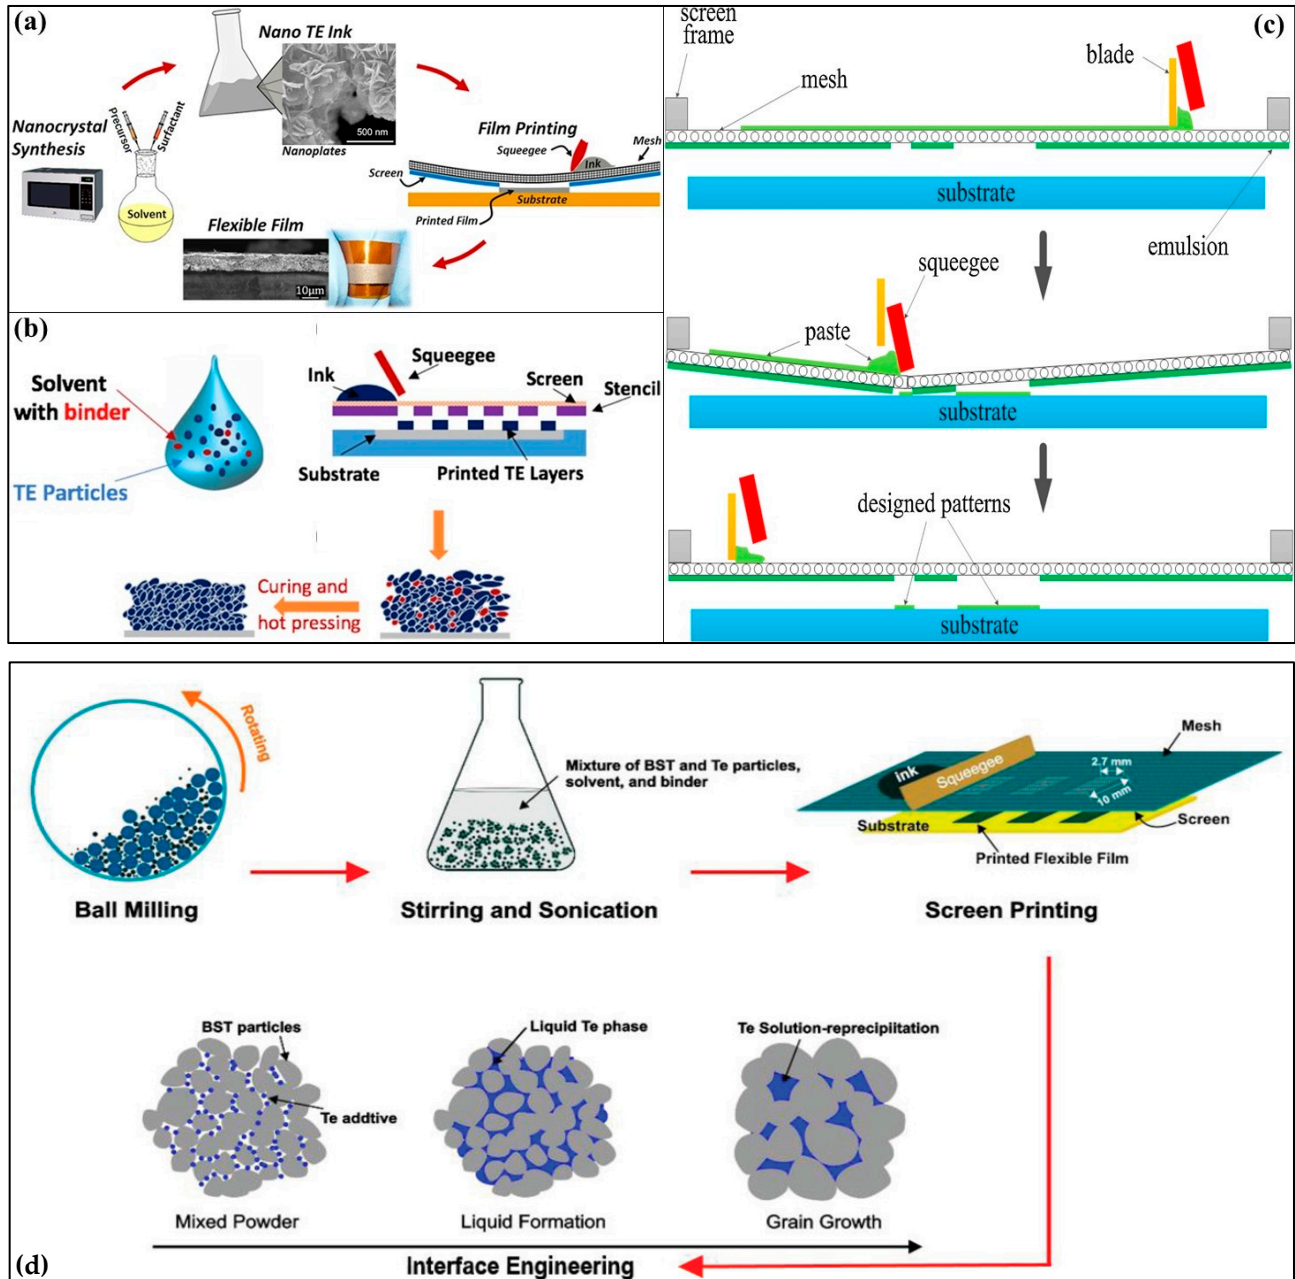 (a)
Nano TE Ink
500 nm
Nanoplates
Precursor
Surfactant
Nanocrystal
Synthesis
Solvent
Film Printing
Squeegee
Ink
Mesh
Screen
Substrate
Printed Film
Flexible Film
10μm
(b)
Solvent
with binder
TE Particles
Ink
Squeegee
Screen
Stencil
Substrate
Printed TE Layers
Curing and
hot pressing
(c)
screen
frame
mesh
blade
substrate
emulsion
squeegee
paste
substrate
designed patterns
substrate
Rotating
Ball Milling
Mixture of BST and Te particles,
solvent, and binder
Stirring and Sonication
Mesh
ink
Squeegee
2.7 mm
10 mm
Substrate
Screen
Printed Flexible Film
Screen Printing
BST particles
Te addtive
Mixed Powder
Liquid Te phase
Liquid Formation
Te Solution-reprecipiitation
Grain Growth
(d)
Interface Engineering